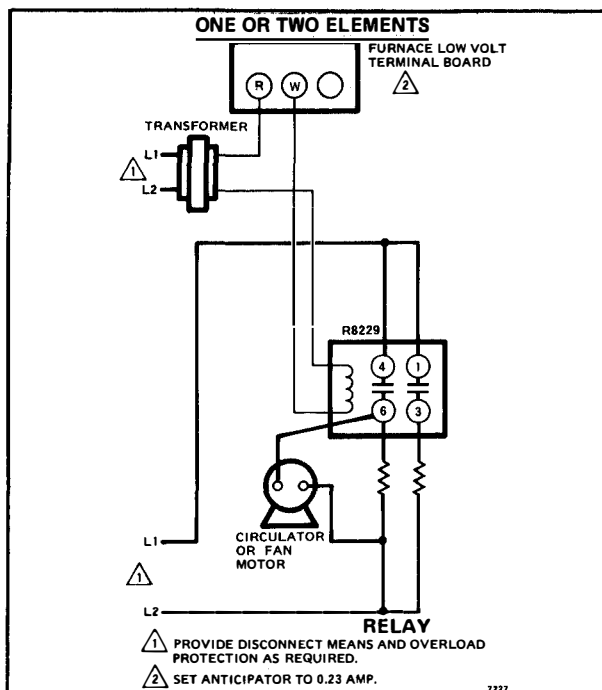 ONE OR TWO ELEMENTS
FURNACE LOW VOLT
TERMINAL BOARD
2
R W
TRANSFORMER
L1
1
L2
R8229
4 1
6 3
CIRCULATOR
OR FAN
MOTOR
L1
1
L2
RELAY
1 PROVIDE DISCONNECT MEANS AND OVERLOAD
PROTECTION AS REQUIRED.
2 SET ANTICIPATOR TO 0.23 AMP.